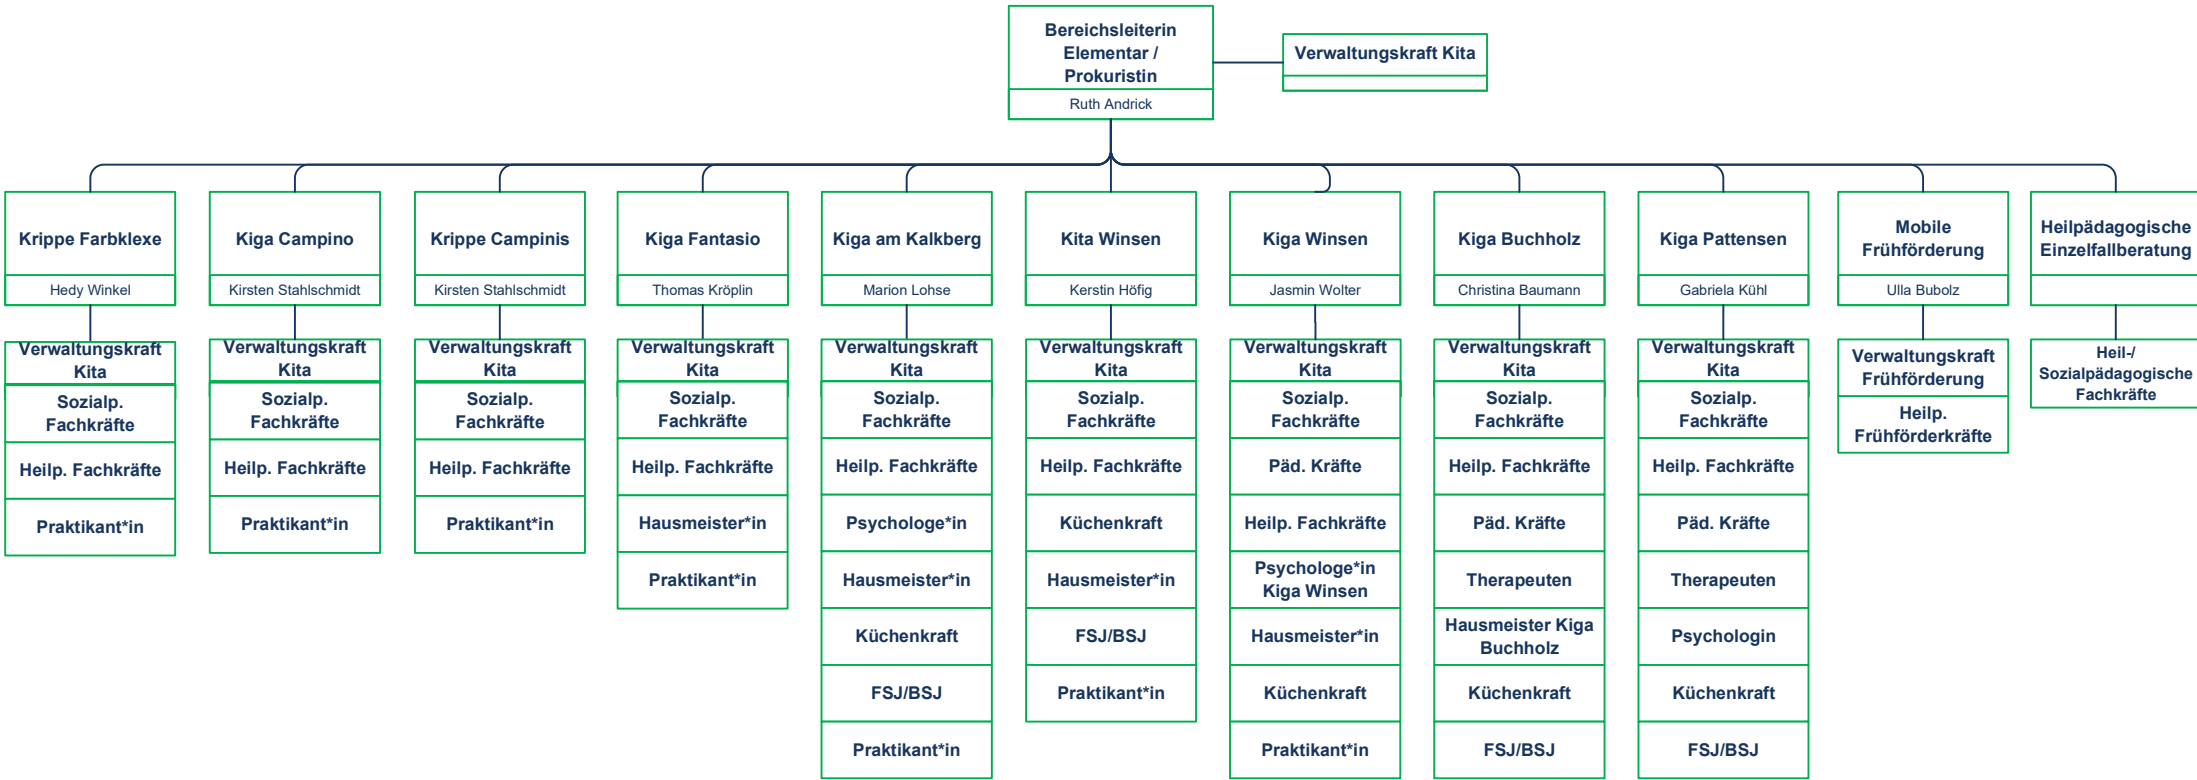 Bereichsleiterin
Elementar /
Prokuristin
Ruth Andrick
Verwaltungskraft Kita
Krippe Farbklexe
Hedy Winkel
Verwaltungskraft
Kita
Sozialp.
Fachkräfte
Heilp. Fachkräfte
Praktikant*in
Kiga Campino
Kirsten Stahlschmidt
Verwaltungskraft
Kita
Sozialp.
Fachkräfte
Heilp. Fachkräfte
Praktikant*in
Krippe Campinis
Kirsten Stahlschmidt
Verwaltungskraft
Kita
Sozialp.
Fachkräfte
Heilp. Fachkräfte
Praktikant*in
Kiga Fantasio
Thomas Kröplin
Verwaltungskraft
Kita
Sozialp.
Fachkräfte
Heilp. Fachkräfte
Hausmeister*in
Praktikant*in
Kiga am Kalkberg
Marion Lohse
Verwaltungskraft
Kita
Sozialp.
Fachkräfte
Heilp. Fachkräfte
Psychologe*in
Hausmeister*in
Küchenkraft
FSJ/BSJ
Praktikant*in
Kita Winsen
Kerstin Höfig
Verwaltungskraft
Kita
Sozialp.
Fachkräfte
Heilp. Fachkräfte
Küchenkraft
Hausmeister*in
FSJ/BSJ
Praktikant*in
Kiga Winsen
Jasmin Wolter
Verwaltungskraft
Kita
Sozialp.
Fachkräfte
Päd. Kräfte
Heilp. Fachkräfte
Psychologe*in
Kiga Winsen
Hausmeister*in
Küchenkraft
Praktikant*in
Kiga Buchholz
Christina Baumann
Verwaltungskraft
Kita
Sozialp.
Fachkräfte
Heilp. Fachkräfte
Päd. Kräfte
Therapeuten
Hausmeister Kiga
Buchholz
Küchenkraft
FSJ/BSJ
Kiga Pattensen
Gabriela Kühl
Verwaltungskraft
Kita
Sozialp.
Fachkräfte
Heilp. Fachkräfte
Päd. Kräfte
Therapeuten
Psychologin
Küchenkraft
FSJ/BSJ
Mobile
Frühförderung
Ulla Bubolz
Verwaltungskraft
Frühförderung
Heilp.
Frühförderkräfte
Heilpädagogische
Einzelfallberatung
Heil-/
Sozialpädagogische
Fachkräfte